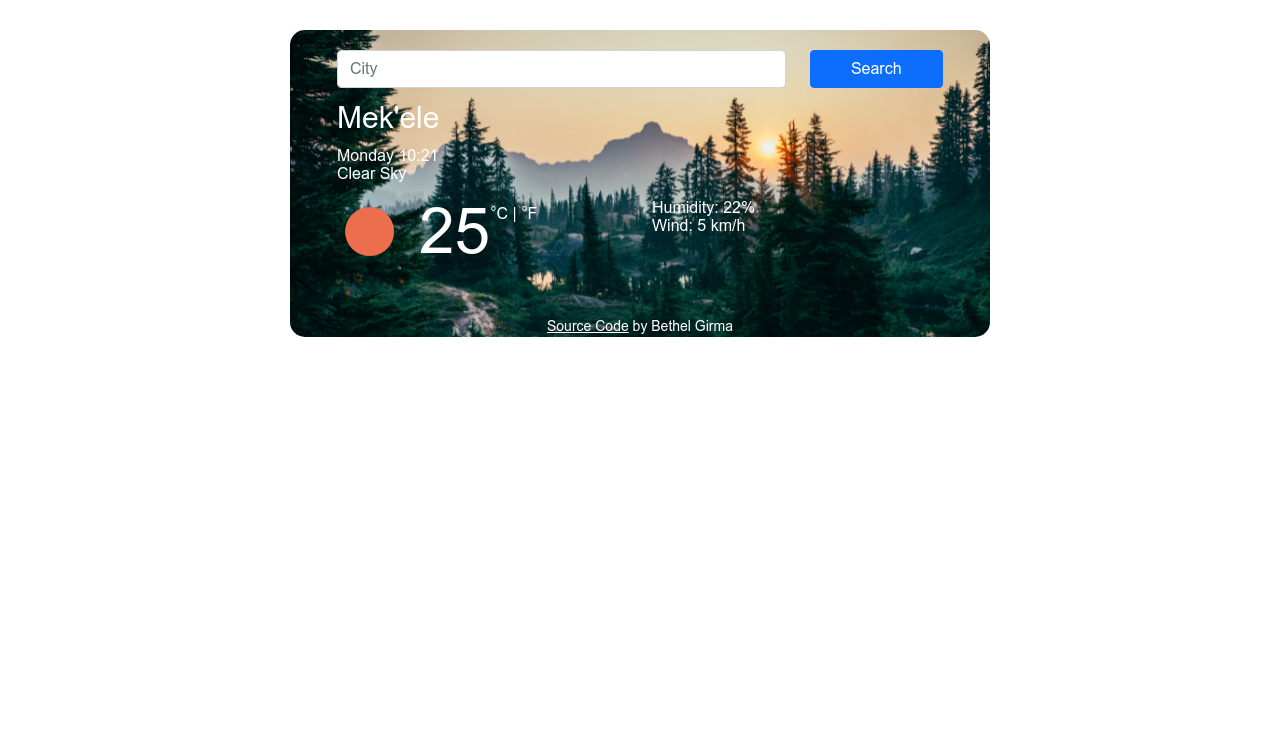 City
Search
Mek'ele
Monday 10:21
Clear Sky
25
°C | °F
Humidity: 22%
Wind: 5 km/h
Source Code by Bethel Girma